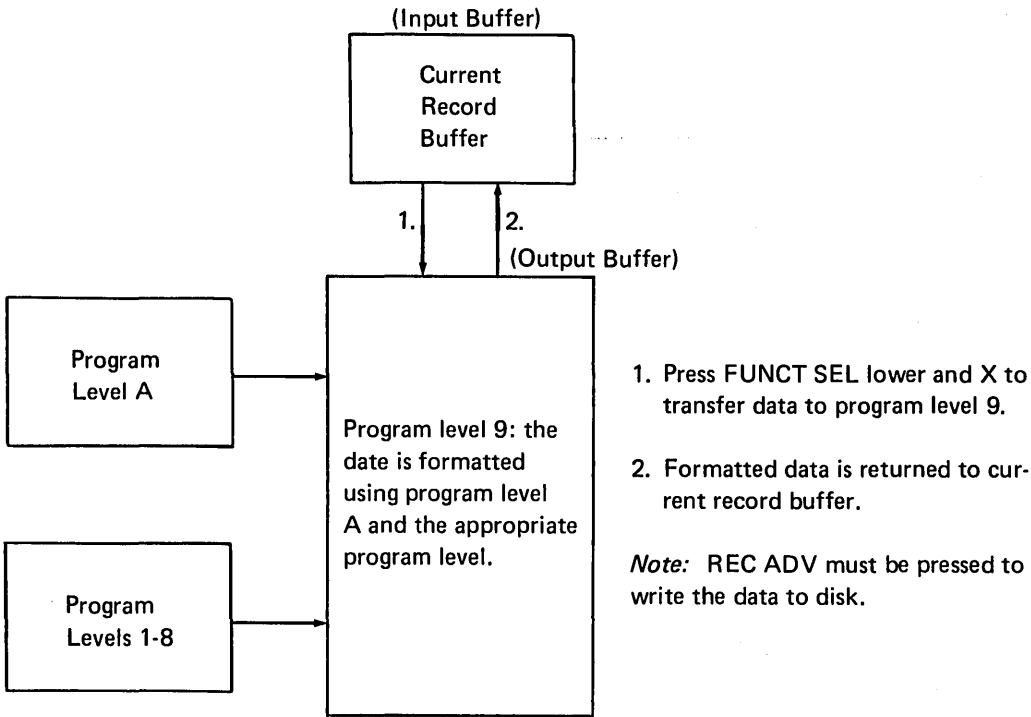 (Input Buffer)
Current
Record
Buffer
1.
2.
(Output Buffer)
Program
Level A
Program level 9: the
date is formatted
using program level
A and the appropriate
program level.
Program
Levels 1-8
1. Press FUNCT SEL lower and X to
transfer data to program level 9.
2. Formatted data is returned to cur-
rent record buffer.
Note: REC ADV must be pressed to
write the data to disk.